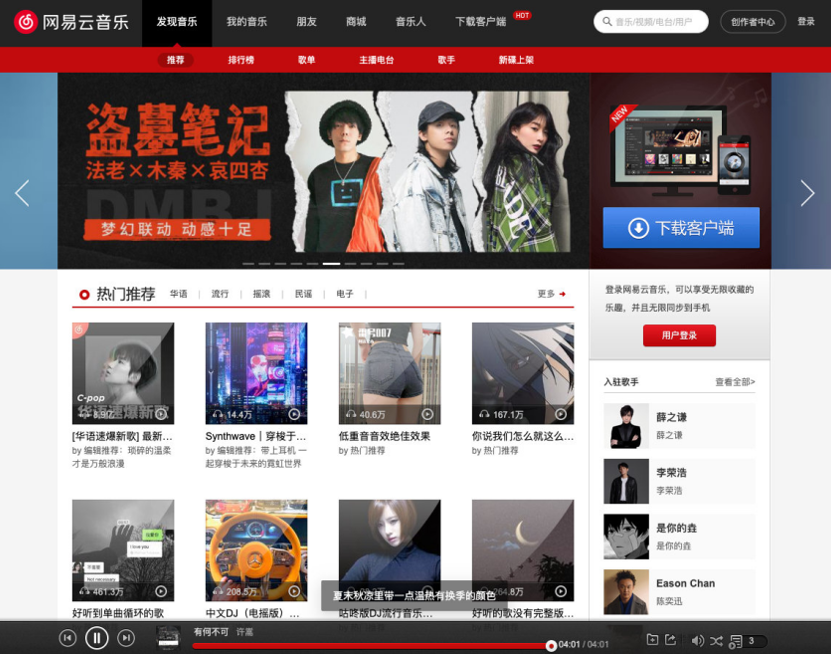 网易云音乐
发现音乐
我的音乐
朋友
商城
音乐人
下载客户端
HOT
音乐/视频/电台/用户
创作者中心
登录
推荐
排行榜
歌单
主播电台
歌手
新碟上架
盗墓笔记
法老×木秦×哀四杏
DMBJ
梦幻联动 动感十足
NEW
下载客户端
登录网易云音乐，可以享受无限收藏的
乐趣，并且无限同步到手机
用户登录
热门推荐
华语
流行
摇滚
民谣
电子
更多
C-pop
华语速爆新歌
14.4万
40.6万
167.1万
[华语速爆新歌] 最新...
by 编辑推荐：琐碎的温柔
才是万般浪漫
Synthwave｜穿梭于...
by 编辑推荐：带上耳机 一
起穿梭于未来的霓虹世界
低重音音效绝佳效果
by 热门推荐
你说我们怎么就这么...
by 热门推荐
入驻歌手
查看全部>
薛之谦
薛之谦
李荣浩
李荣浩
是你的垚
是你的垚
Eason Chan
陈奕迅
I love you
461.3万
208.5万
264.8万
好听到单曲循环的歌
中文DJ（电摇版）...
咕咚版DJ流行音乐...
好听的歌没有完整版...
夏末秋凉里带一点温热有换季的颜色
有何不可 许嵩
04:01 / 04:01
3